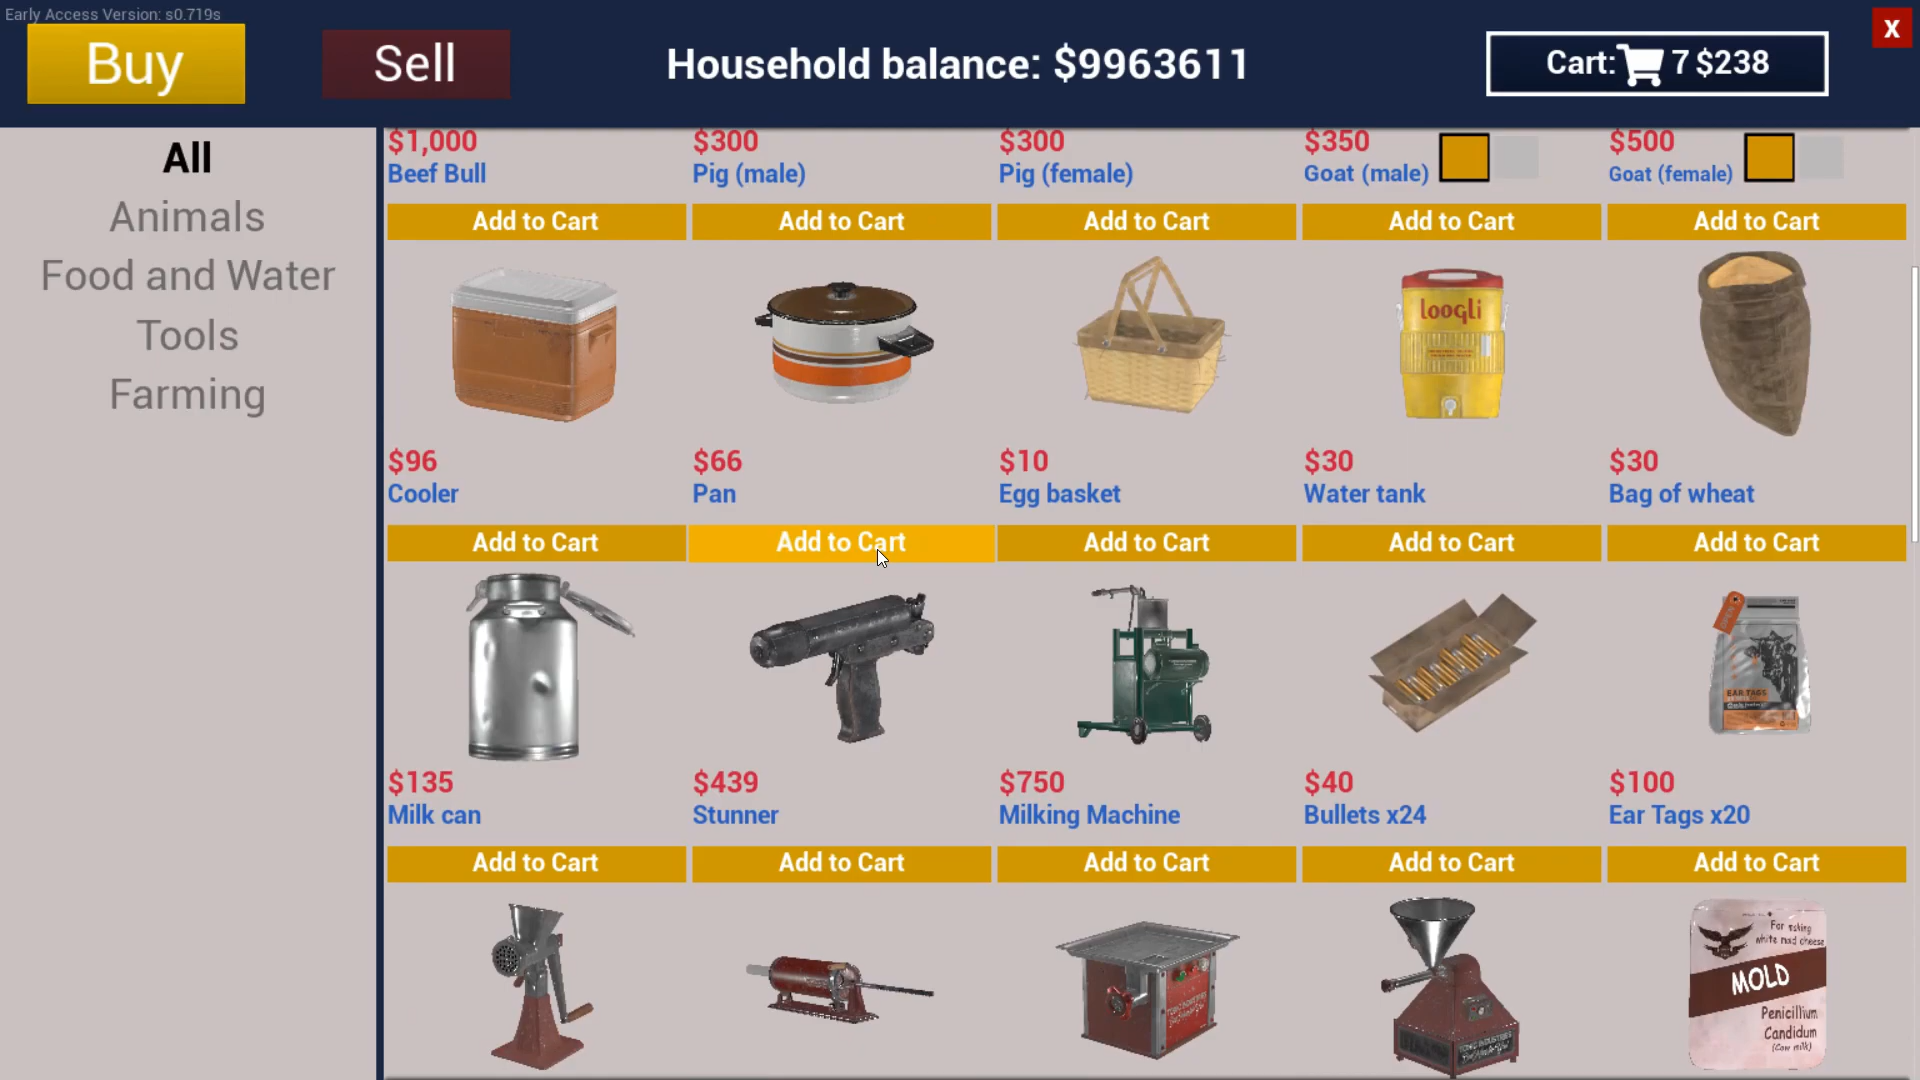 Early Access Version: s0.719s
Buy
Sell
Household balance: $9963611
Cart: 7 $238
X
All
Animals
Food and Water
Tools
Farming
$1,000
Beef Bull
Add to Cart
$300
Pig (male)
Add to Cart
$300
Pig (female)
Add to Cart
$350
Goat (male)
Add to Cart
$500
Goat (female)
Add to Cart
$96
Cooler
Add to Cart
$66
Pan
Add to Cart
$10
Egg basket
Add to Cart
loogli
$30
Water tank
Add to Cart
$30
Bag of wheat
Add to Cart
$135
Milk can
Add to Cart
$439
Stunner
Add to Cart
$750
Milking Machine
Add to Cart
$40
Bullets x24
Add to Cart
EAR TAGS
$100
Ear Tags x20
Add to Cart
For making
white mold cheese
MOLD
Penicillium
Candidum
(Cow milk)